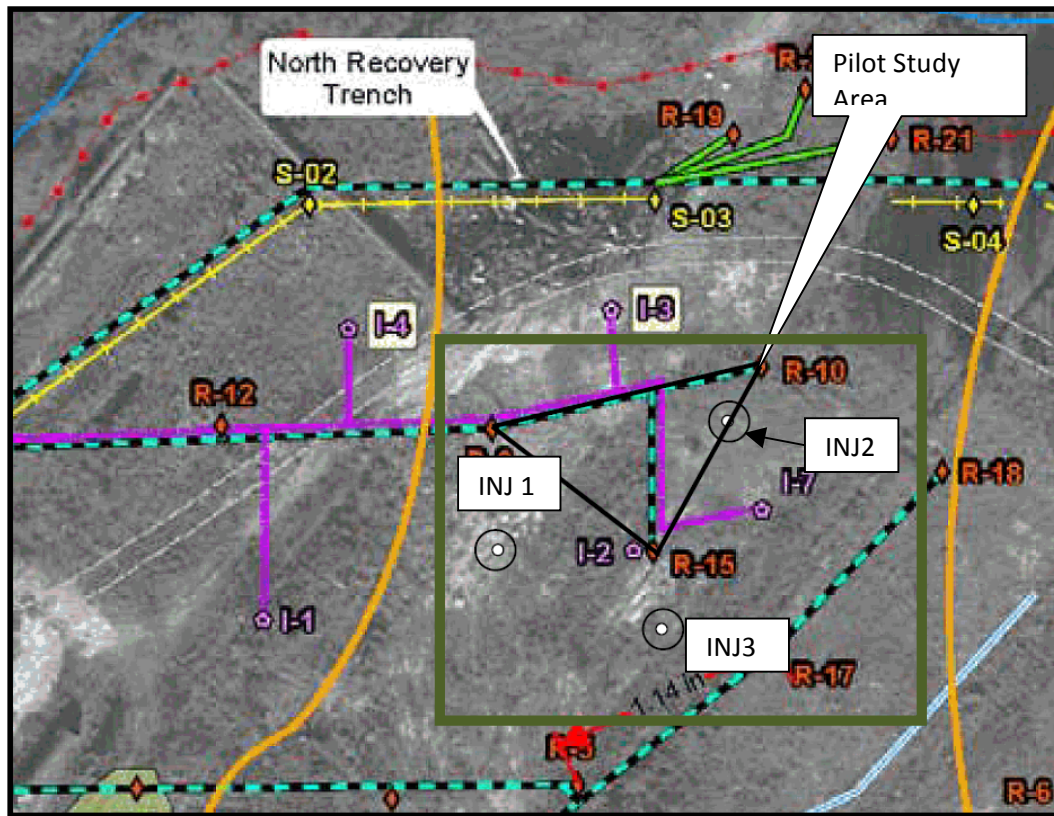 North Recovery
Trench
Pilot Study
Area
R-19
R-21
S-02
S-03
S-04
I-4
I-3
R-12
R-10
INJ 1
INJ2
R-18
I-7
I-2
R-15
I-1
INJ3
R-17
1.14 in
R-6